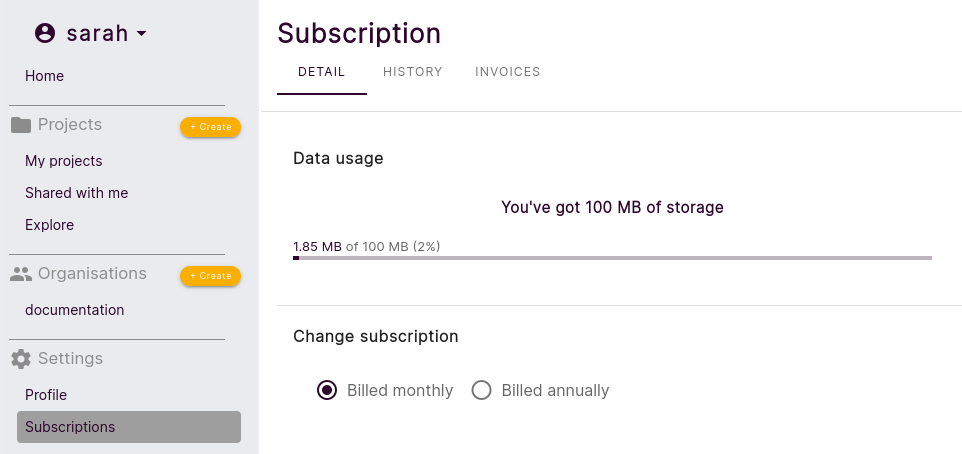 sarah
Home
Projects
+ Create
My projects
Shared with me
Explore
Organisations
+ Create
documentation
Settings
Profile
Subscriptions
Subscription
DETAIL HISTORY INVOICES
Data usage
You've got 100 MB of storage
1.85 MB of 100 MB (2%)
Change subscription
Billed monthly Billed annually